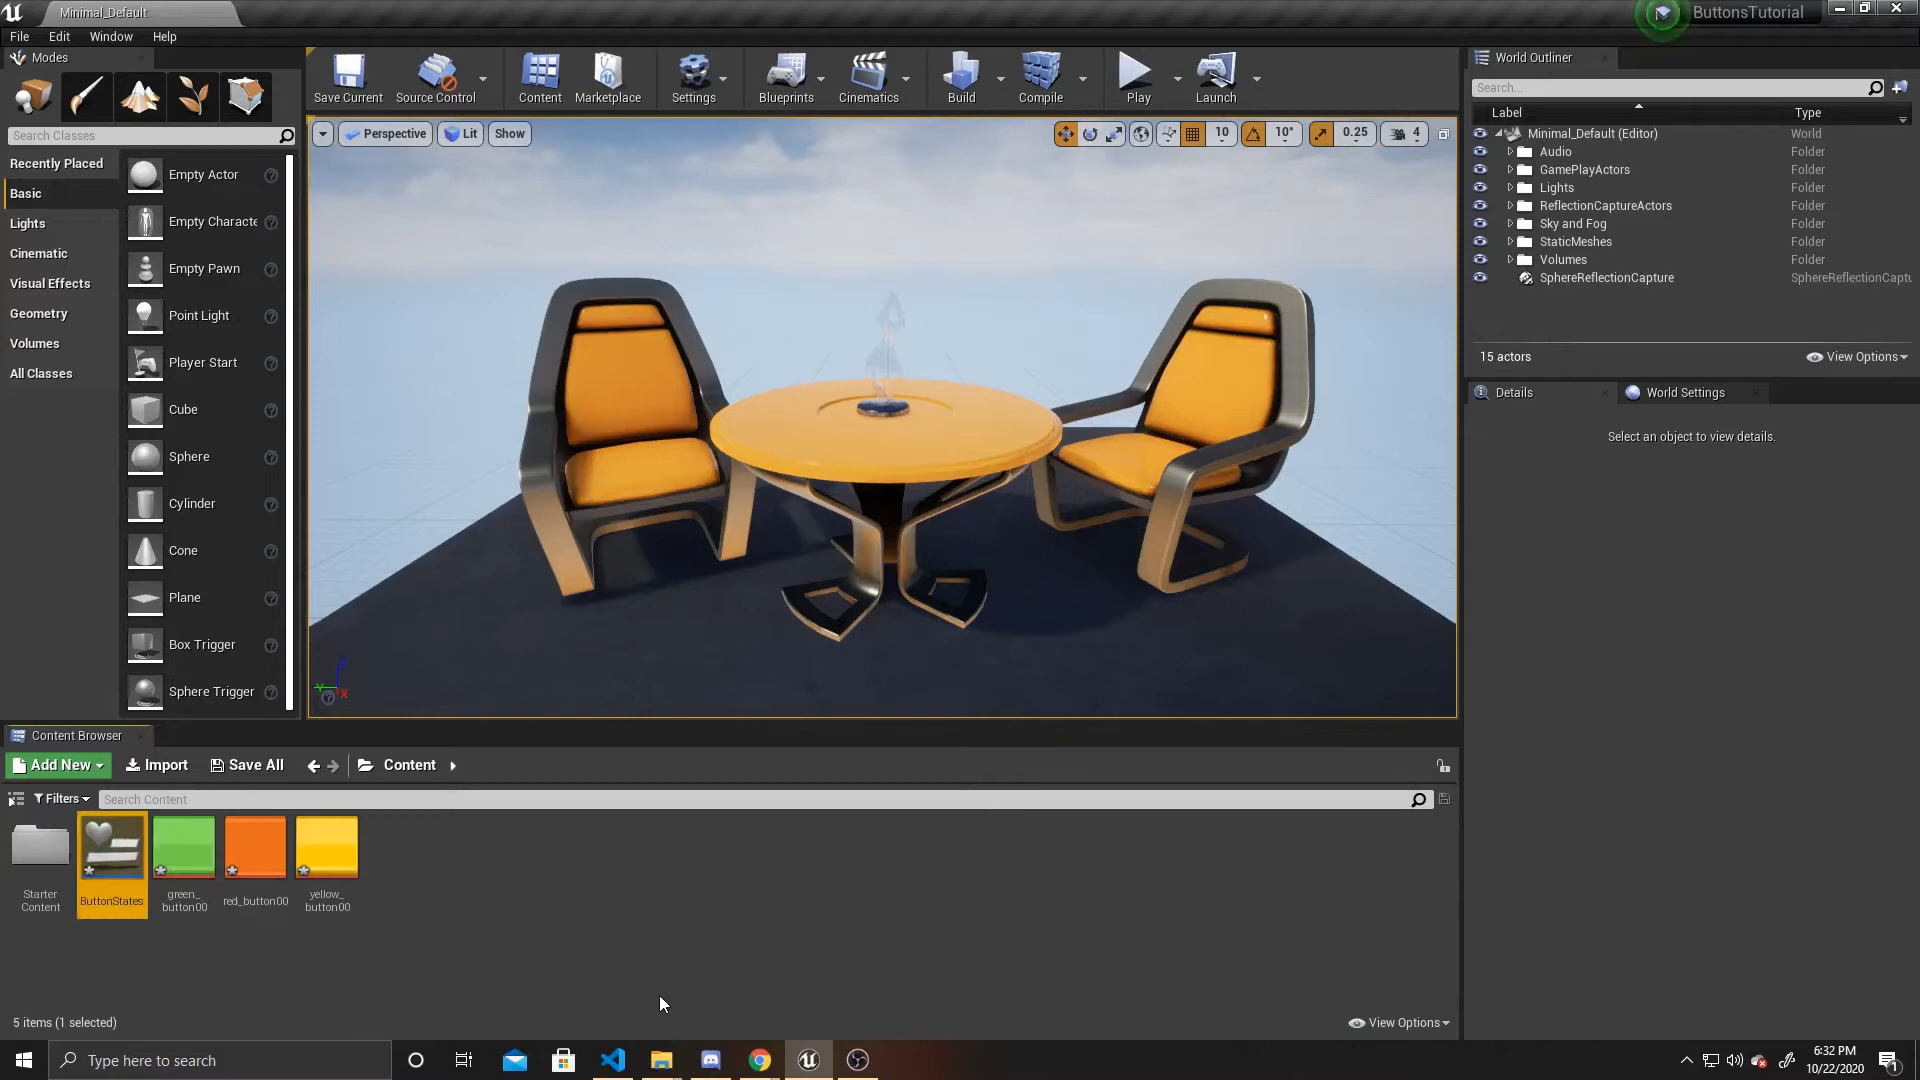 Minimal_Default
ButtonsTutorial
File Edit Window Help
Modes
Search Classes
Recently Placed
Basic
Lights
Cinematic
Visual Effects
Geometry
Volumes
All Classes
Empty Actor
Empty Characte
Empty Pawn
Point Light
Player Start
Cube
Sphere
Cylinder
Cone
Plane
Box Trigger
Sphere Trigger
Save Current Source Control Content Marketplace Settings Blueprints Cinematics Build Compile Play Launch
Perspective Lit Show
10 10° 0.25 4
World Outliner
Search...
Label Type
Minimal_Default (Editor) World
Audio Folder
GamePlayActors Folder
Lights Folder
ReflectionCaptureActors Folder
Sky and Fog Folder
StaticMeshes Folder
Volumes Folder
SphereReflectionCapture SphereReflectionCaptu
15 actors View Options
Details World Settings
Select an object to view details.
Content Browser
Add New Import Save All Content
Filters Search Content
Starter
Content
ButtonStates
green_
button00
red_button00
yellow_
button00
5 items (1 selected) View Options
Type here to search
6:32 PM
10/22/2020
1